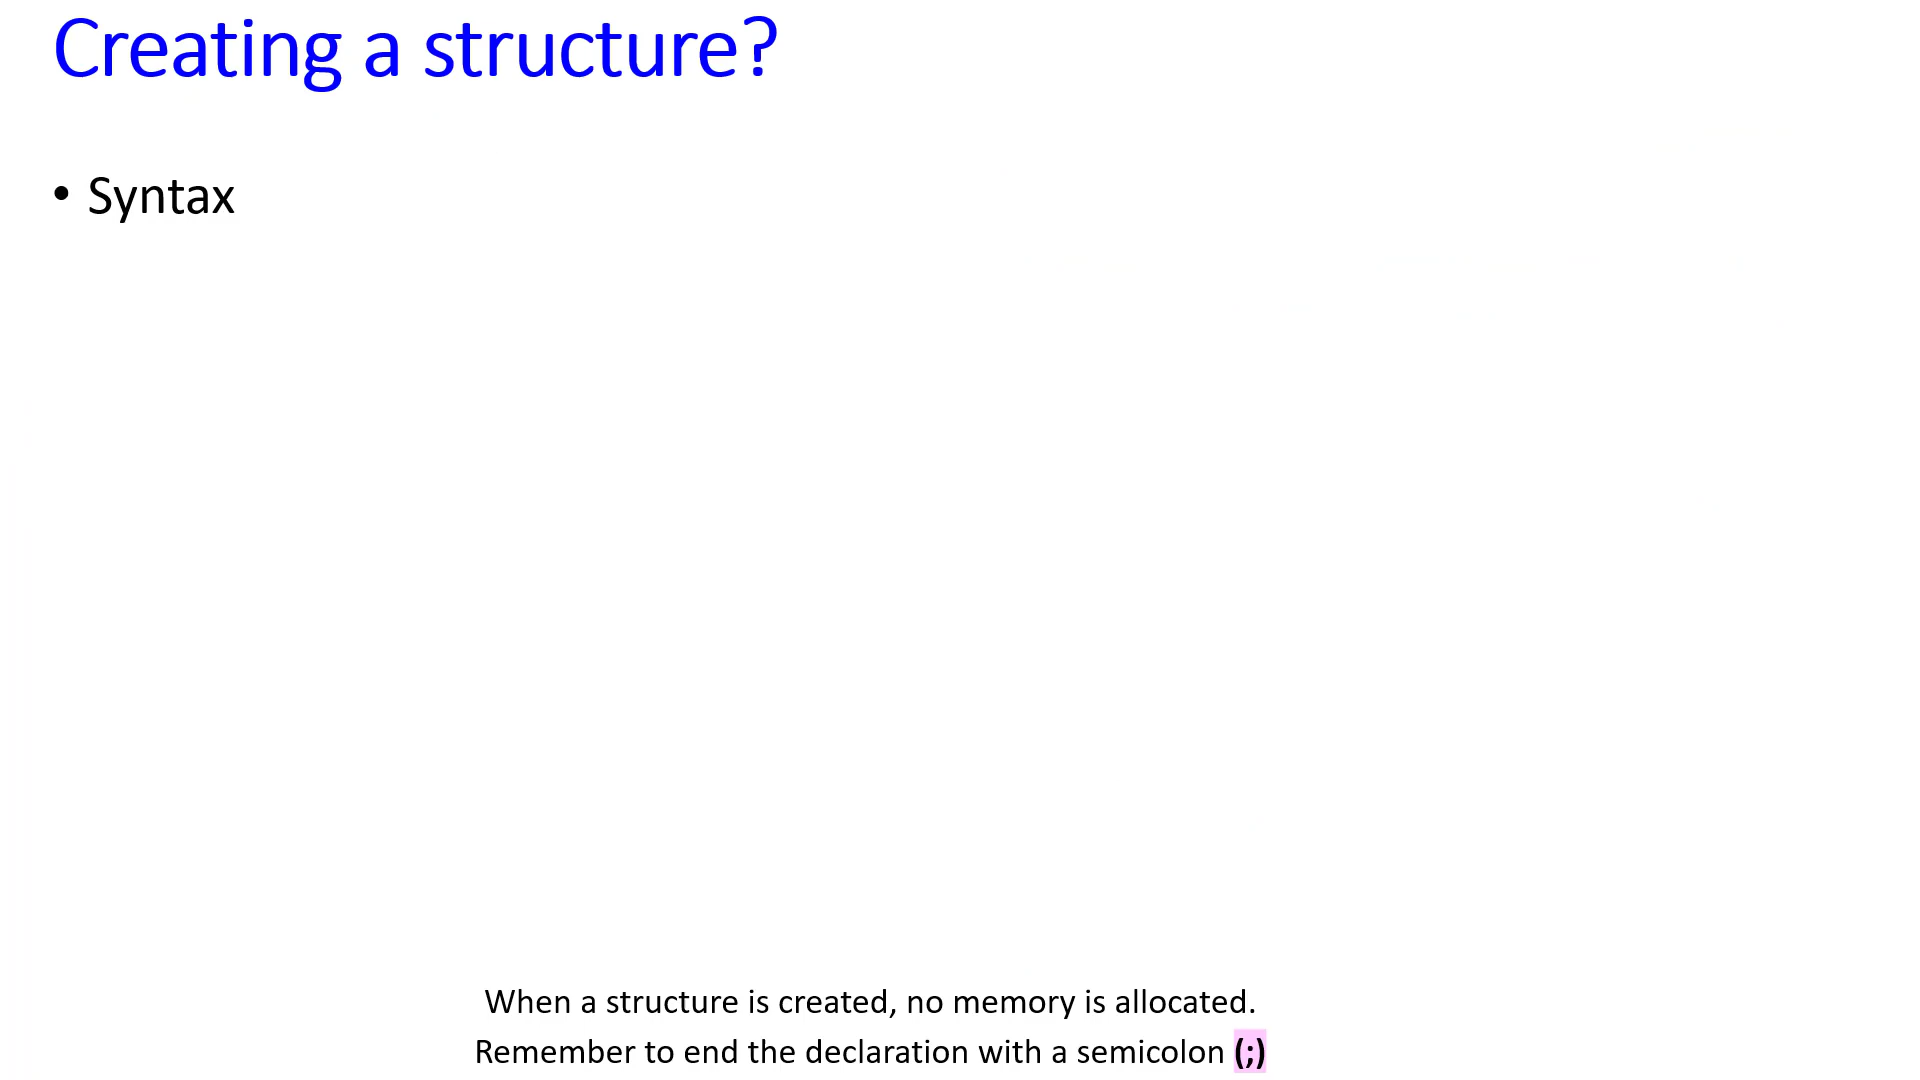 Creating a structure?
• Syntax
When a structure is created, no memory is allocated.
Remember to end the declaration with a semicolon (;)